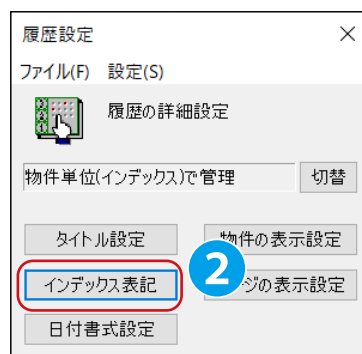 履歴設定
ファイル(F) 設定(S)
履歴の詳細設定
物件単位(インデックス)で管理 切替
タイトル設定 物件の表示設定
インデックス表記 2 ジの表示設定
日付書式設定